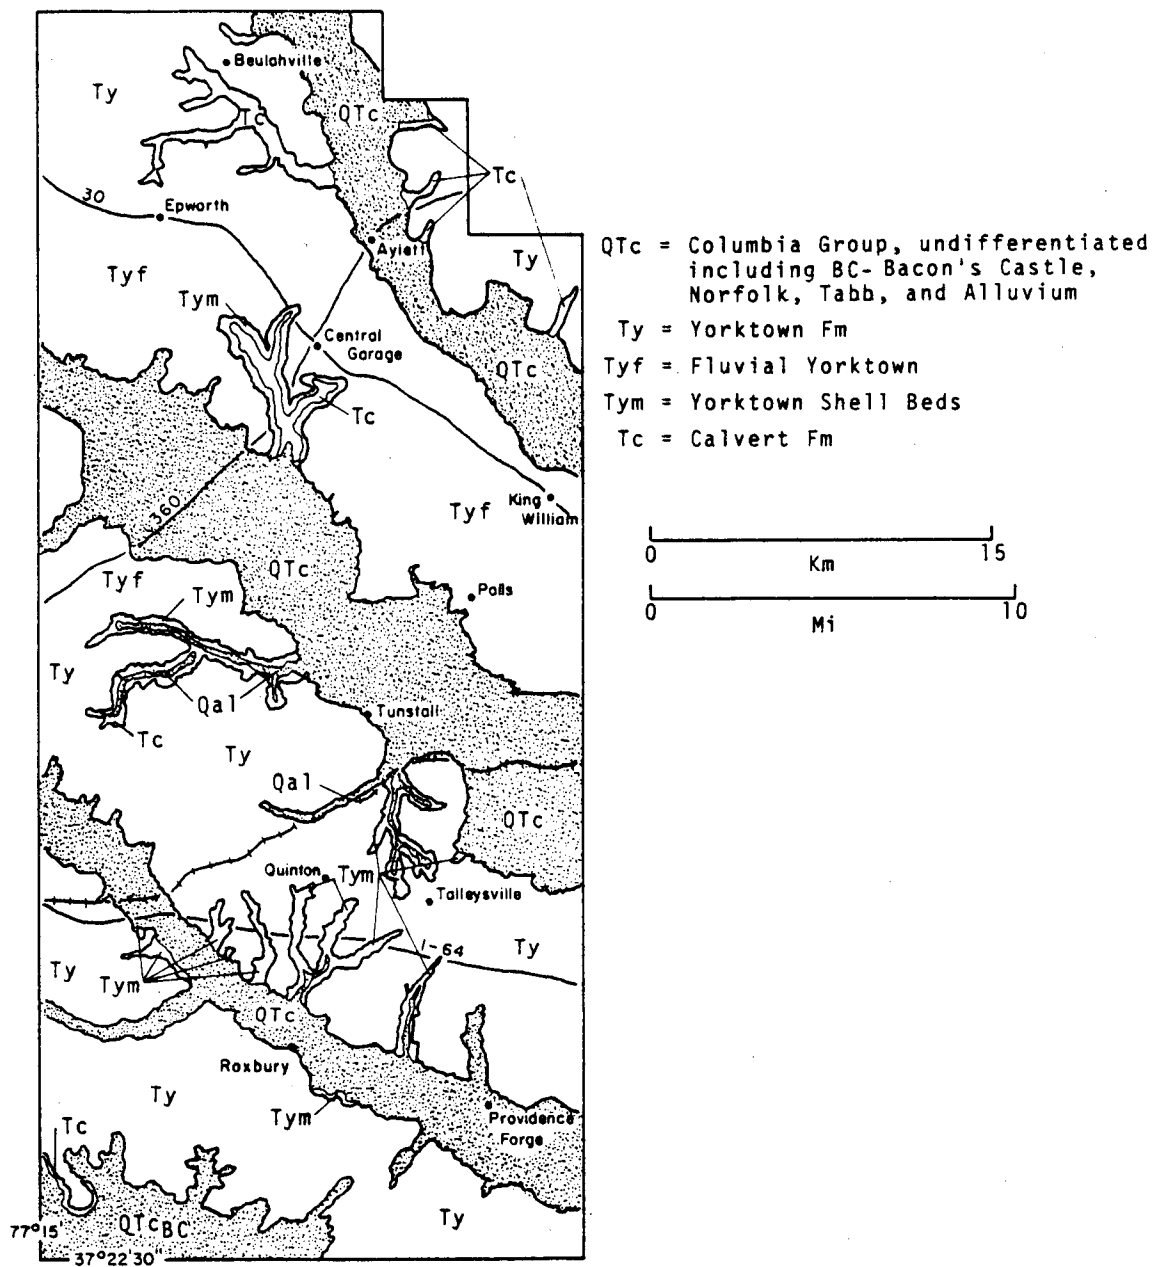 Beulahville
Ty
QTc
Tc
Tc
30
Epworth
Aylett
Ty
Tyf
Tym
Central
Garage
QTc
Tc
360
Tyf
King
William
QTc
Tyf
Tym
Palls
Ty
Qal
Tunstall
Tc
Ty
Qal
QTc
Quinton
Tym
Talleysville
I-64
Ty
Ty
Tym
QTc
Roxbury
Ty
Tym
Providence
Forge
Tc
Ty
QTc BC
77°15'
37°22'30"
QTc = Columbia Group, undifferentiated
including BC- Bacon's Castle,
Norfolk, Tabb, and Alluvium
Ty = Yorktown Fm
Tyf = Fluvial Yorktown
Tym = Yorktown Shell Beds
Tc = Calvert Fm
0 15
Km
0 10
Mi